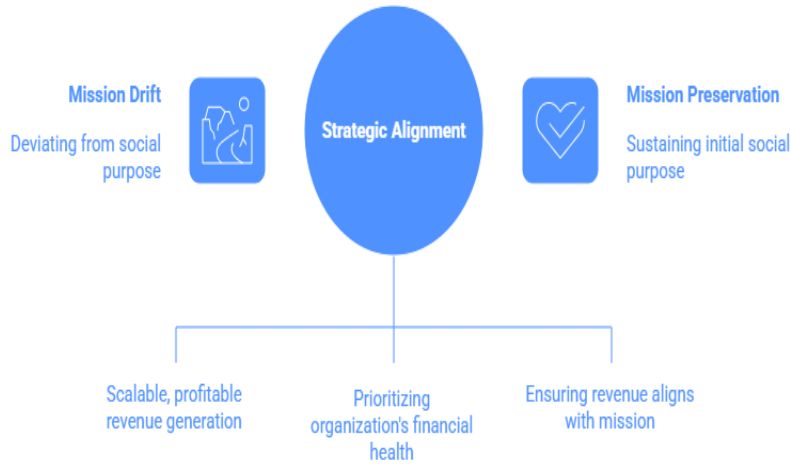 Mission Drift
Deviating from social
purpose
Strategic Alignment
Mission Preservation
Sustaining initial social
purpose
Scalable, profitable
revenue generation
Prioritizing
organization's financial
health
Ensuring revenue aligns
with mission